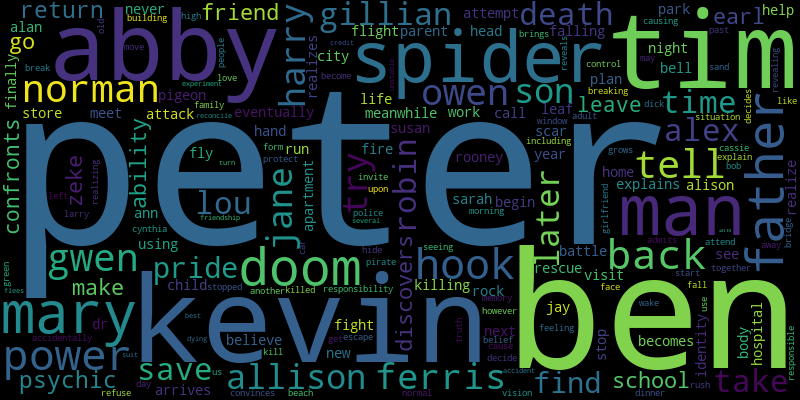 return
never
friend
gillian
attempt
death
park
earl
help
building
high
alan
go
break
finally
norman
store
meet
pigeon
attack
abby
harry
realizes
flight
parent
head
falling
causing
brings
spider
city
old
move
people
love
credit
become
owen
son
reveals
tim
night
bell
plan
control
may
past
sand
breaking
revealing
leave
time
dick
situation
decides
like
window
including
leaf
call
work
life
meanwhile
susan
eventually
experiment
family
reconcile
hand
run
fire
scar
year
rooney
try
peter
confronts
zeke
realizing
left
larry
ability
ann
using
cynthia
fly
turn
form
protect
invite
upon
friendship
lou
jane
apartment
police
several
robin
discovers
sarah
morning
begin
later
alex
tell
home
explains
alison
cassie
explain
bob
grows
adult
girlfriend
man
father
realize
bridge
admits
attend
away
start
together
see
battle
rescue
visit
back
gwen
pride
doom
hook
make
child
stopped
another
killed
responsibility
hide
pirate
seeing
killing
rock
memory
however
face
fall
use
wake
jay
feeling
becomes
identity
stop
body
hospital
responsible
green
flees
mary
dr
kevin
best
dying
suit
accidentally
believe
fight
escape
truth
new
get
kill
next
cause
belief
decide
accident
ben
power
save
psychic
day
arrives
refuse
convinces
us
allison
beach
ferris
normal
vision
find
school
rush
dinner
take